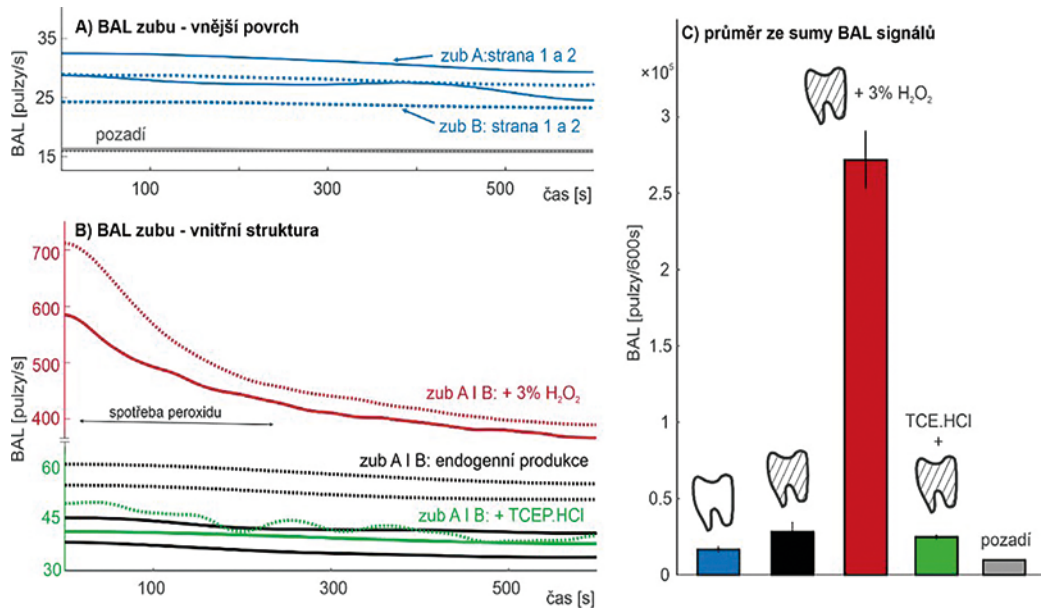 A) BAL zubu - vnější povrch
BAL [pulzy/s]
35
25
15
zub A:strana 1 a 2
zub B: strana 1 a 2
pozadí
100
300
500
čas [s]
B) BAL zubu - vnitřní struktura
BAL [pulzy/s]
700
600
500
400
60
45
30
zub A I B: + 3% H₂O₂
spotřeba peroxidu
zub A I B: endogenní produkce
zub A I B: + TCEP.HCl
100
300
500
čas [s]
C) průměr ze sumy BAL signálů
×10⁵
BAL [pulzy/600s]
3
2.5
2
1.5
1
0.5
0
+ 3% H₂O₂
TCE.HCl
+
pozadí